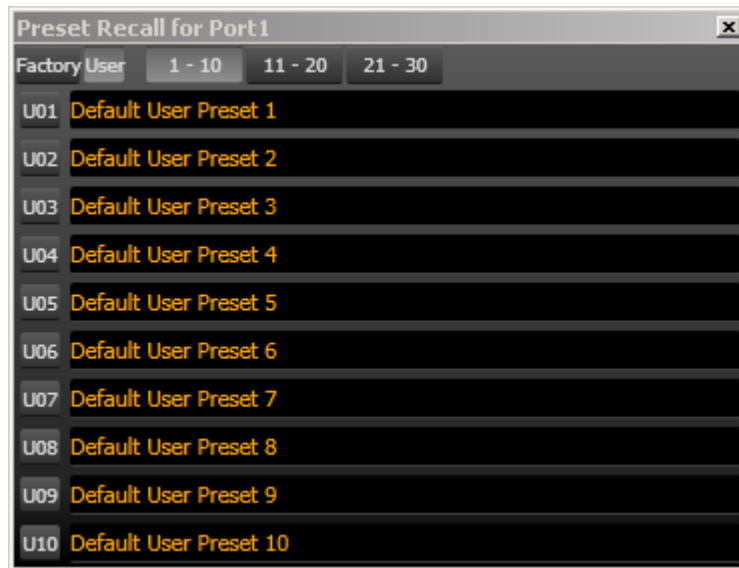 Preset Recall for Port1
Factory User 1 - 10 11 - 20 21 - 30
U01 Default User Preset 1
U02 Default User Preset 2
U03 Default User Preset 3
U04 Default User Preset 4
U05 Default User Preset 5
U06 Default User Preset 6
U07 Default User Preset 7
U08 Default User Preset 8
U09 Default User Preset 9
U10 Default User Preset 10